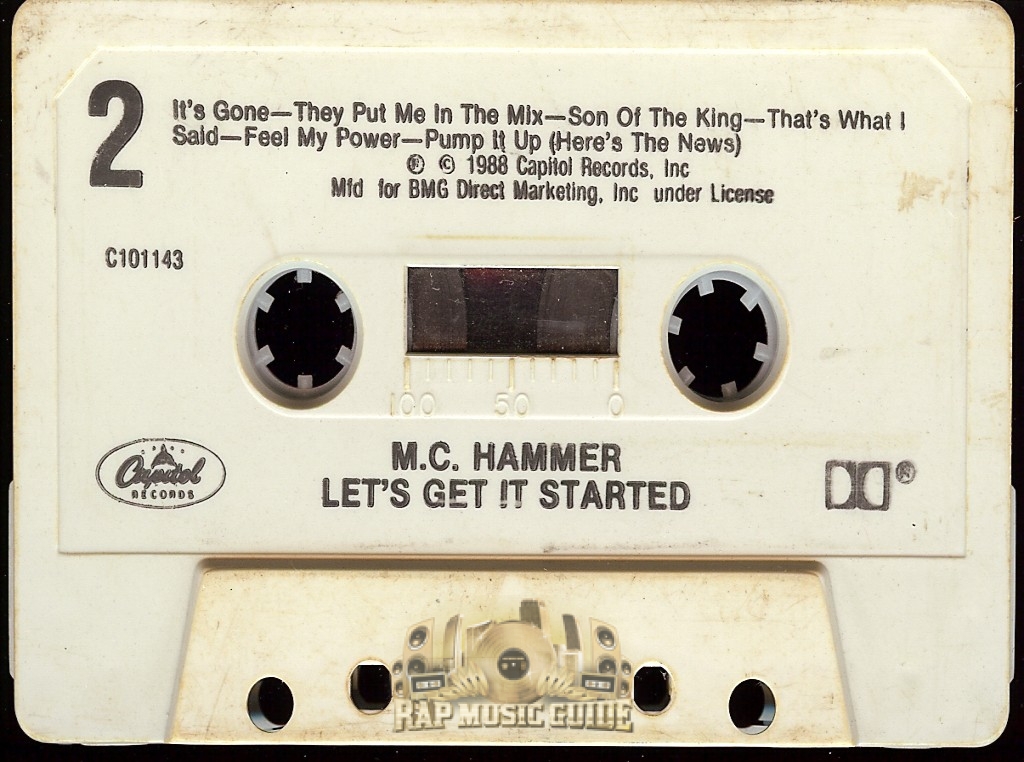 2
It's Gone—They Put Me In The Mix—Son Of The King—That's What I
Said—Feel My Power—Pump It Up (Here's The News)
℗ © 1988 Capitol Records, Inc
Mfd for BMG Direct Marketing, Inc under License
C101143
100 50 0
M.C. HAMMER
LET'S GET IT STARTED
Capitol
RECORDS
®
RAP MUSIC GUIDE